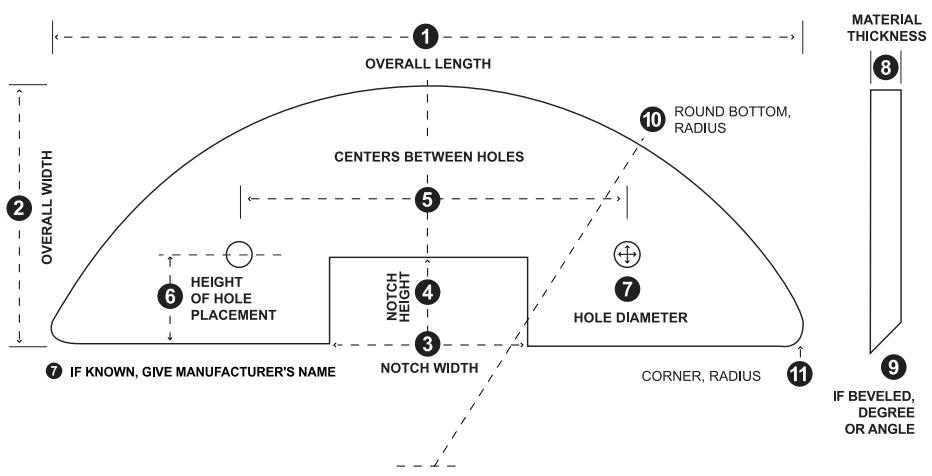 1
OVERALL LENGTH
MATERIAL
THICKNESS
8
10
ROUND BOTTOM,
RADIUS
CENTERS BETWEEN HOLES
5
2
OVERALL WIDTH
6
HEIGHT
OF HOLE
PLACEMENT
NOTCH
HEIGHT
4
7
HOLE DIAMETER
3
NOTCH WIDTH
7 IF KNOWN, GIVE MANUFACTURER'S NAME
CORNER, RADIUS
11
9
IF BEVELED,
DEGREE
OR ANGLE